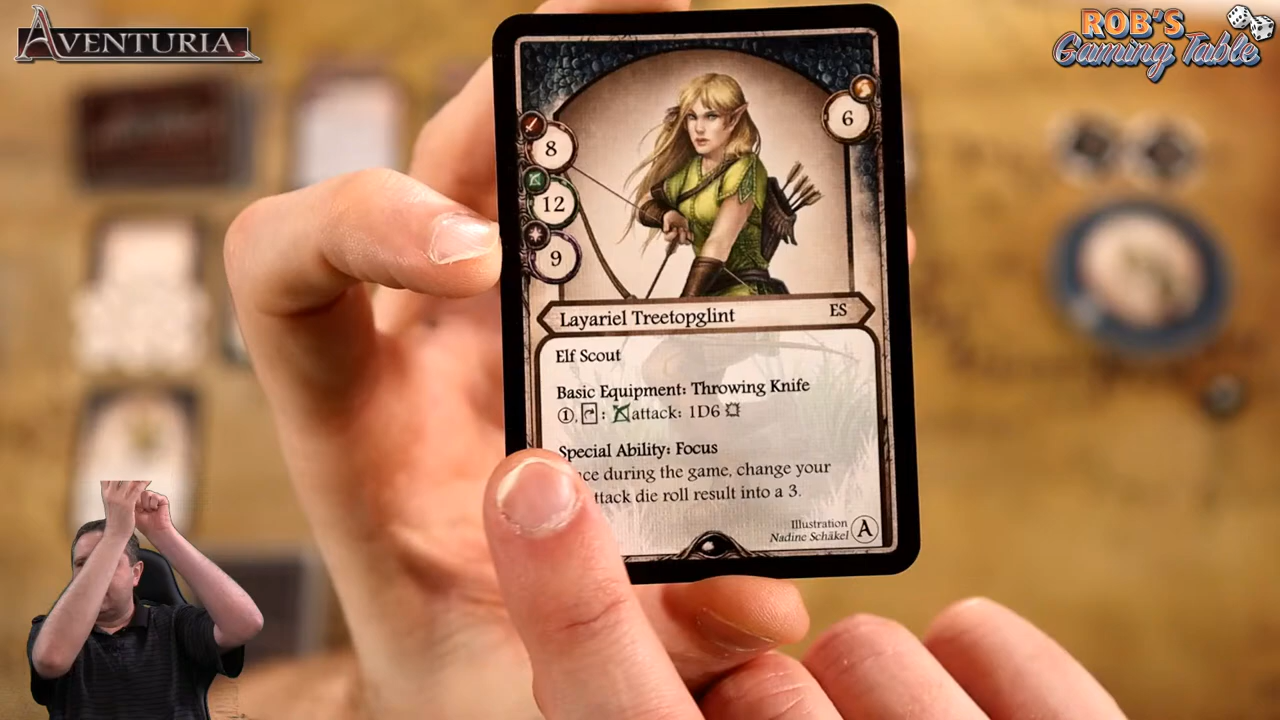 AVENTURIA
ROB'S
Gaming Table
6
8
12
9
Layariel Treetopglint ES
Elf Scout
Basic Equipment: Throwing Knife
1, : attack: 1D6
Special Ability: Focus
during the game, change your
die roll result into a 3.
Illustration
Nadine Schäkel A